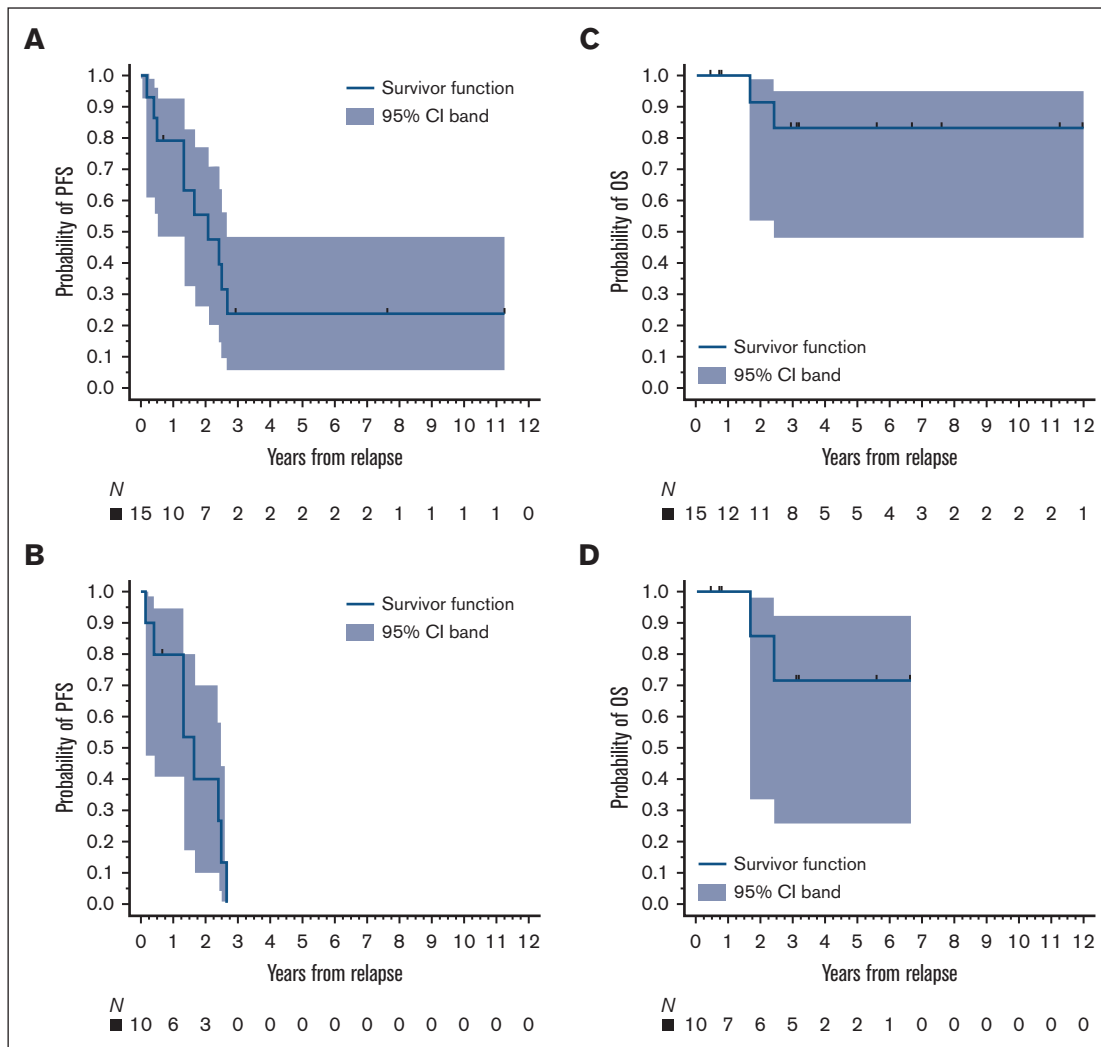 A
Probability of PFS
1.0
0.9
0.8
0.7
0.6
0.5
0.4
0.3
0.2
0.1
0.0
Survivor function
95% CI band
0 1 2 3 4 5 6 7 8 9 10 11 12
Years from relapse
N
15 10 7 2 2 2 2 2 1 1 1 1 0
C
Probability of OS
1.0
0.9
0.8
0.7
0.6
0.5
0.4
0.3
0.2
0.1
0.0
Survivor function
95% CI band
0 1 2 3 4 5 6 7 8 9 10 11 12
Years from relapse
N
15 12 11 8 5 5 4 3 2 2 2 2 1
B
Probability of PFS
1.0
0.9
0.8
0.7
0.6
0.5
0.4
0.3
0.2
0.1
0.0
Survivor function
95% CI band
0 1 2 3 4 5 6 7 8 9 10 11 12
Years from relapse
N
10 6 3 0 0 0 0 0 0 0 0 0 0
D
Probability of OS
1.0
0.9
0.8
0.7
0.6
0.5
0.4
0.3
0.2
0.1
0.0
Survivor function
95% CI band
0 1 2 3 4 5 6 7 8 9 10 11 12
Years from relapse
N
10 7 6 5 2 2 1 0 0 0 0 0 0